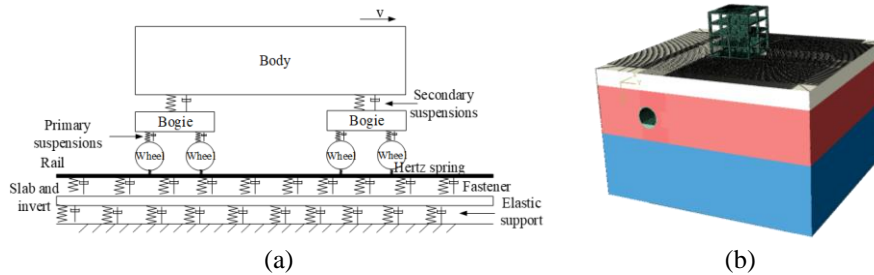 v
Body
Secondary
suspensions
Bogie
Bogie
Primary
suspensions
Wheel
Wheel
Wheel
Wheel
Rail
Hertz spring
Slab and
invert
Fastener
Elastic
support
(a)
(b)